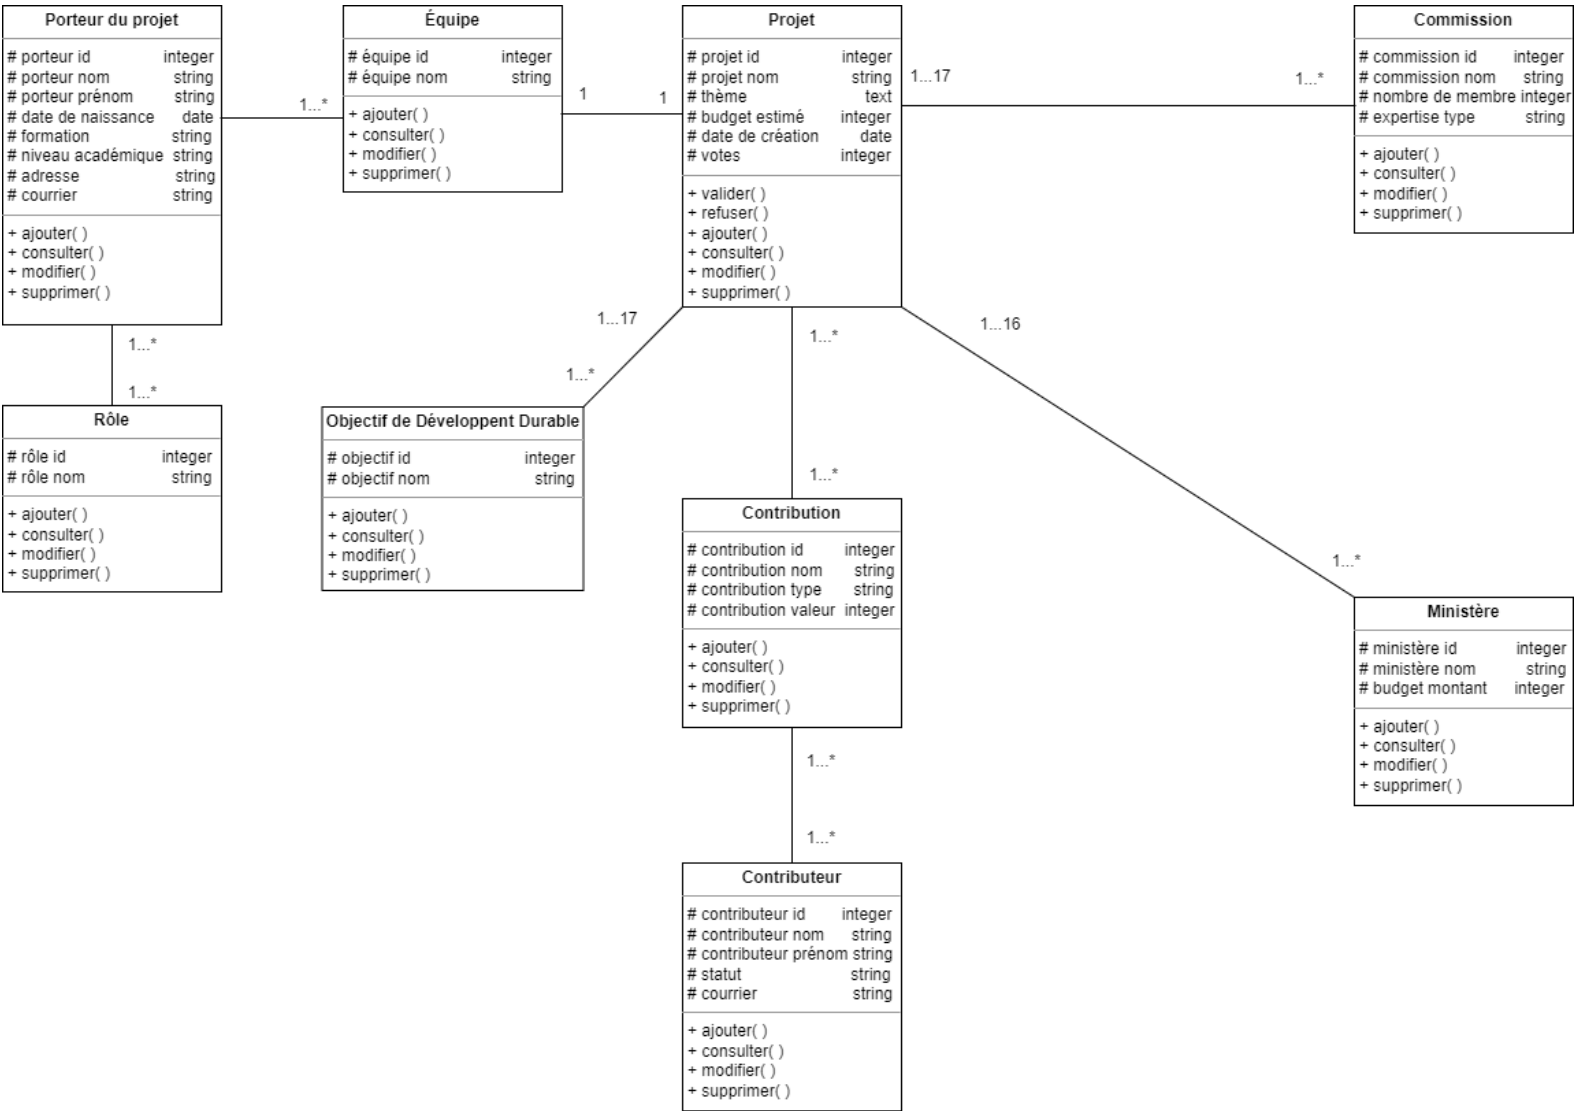 Porteur du projet
# porteur id integer
# porteur nom string
# porteur prénom string
# date de naissance date
# formation string
# niveau académique string
# adresse string
# courrier string
+ ajouter( )
+ consulter( )
+ modifier( )
+ supprimer( )
1...*
Équipe
# équipe id integer
# équipe nom string
+ ajouter( )
+ consulter( )
+ modifier( )
+ supprimer( )
1
1
Projet
# projet id integer
# projet nom string
# thème text
# budget estimé integer
# date de création date
# votes integer
+ valider( )
+ refuser( )
+ ajouter( )
+ consulter( )
+ modifier( )
+ supprimer( )
1...17
1...*
Commission
# commission id integer
# commission nom string
# nombre de membre integer
# expertise type string
+ ajouter( )
+ consulter( )
+ modifier( )
+ supprimer( )
1...*
1...*
Rôle
# rôle id integer
# rôle nom string
+ ajouter( )
+ consulter( )
+ modifier( )
+ supprimer( )
1...17
1...*
Objectif de Développent Durable
# objectif id integer
# objectif nom string
+ ajouter( )
+ consulter( )
+ modifier( )
+ supprimer( )
1...*
1...*
Contribution
# contribution id integer
# contribution nom string
# contribution type string
# contribution valeur integer
+ ajouter( )
+ consulter( )
+ modifier( )
+ supprimer( )
1...16
1...*
Ministère
# ministère id integer
# ministère nom string
# budget montant integer
+ ajouter( )
+ consulter( )
+ modifier( )
+ supprimer( )
1...*
1...*
Contributeur
# contributeur id integer
# contributeur nom string
# contributeur prénom string
# statut string
# courrier string
+ ajouter( )
+ consulter( )
+ modifier( )
+ supprimer( )